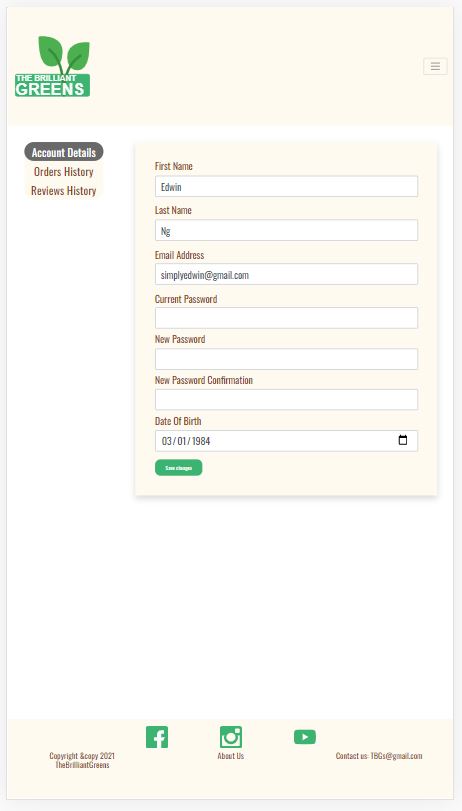 THE BRILLIANT
GREENS
Account Details
Orders History
Reviews History
First Name
Edwin
Last Name
Ng
Email Address
simplyedwin@gmail.com
Current Password
New Password
New Password Confirmation
Date Of Birth
03/01/1984
Save changes
Copyright &copy 2021
TheBrilliantGreens
About Us
Contact us: TBGs@gmail.com